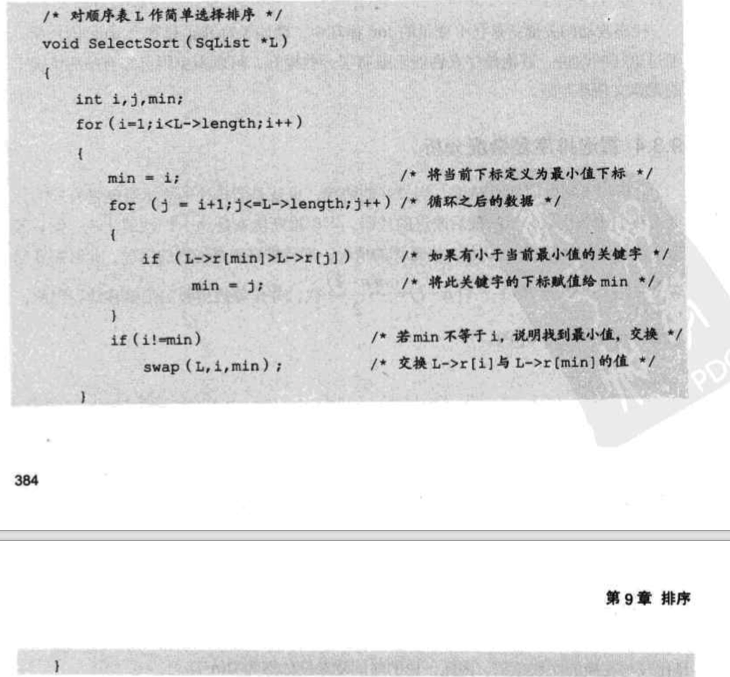 /* 对顺序表 L 作简单选择排序 */
void SelectSort(SqList *L)
{
    int i,j,min;
    for(i=1;i<L->length;i++)
    {
        min = i; /* 将当前下标定义为最小值下标 */
        for (j = i+1;j<=L->length;j++) /* 循环之后的数据 */
        {
            if (L->r[min]>L->r[j]) /* 如果有小于当前最小值的关键字 */
                min = j; /* 将此关键字的下标赋值给 min */
        }
        if(i!=min) /* 若 min 不等于 i，说明找到最小值，交换 */
            swap(L,i,min); /* 交换 L->r[i]与 L->r[min]的值 */
    }
384
第 9 章 排序
}